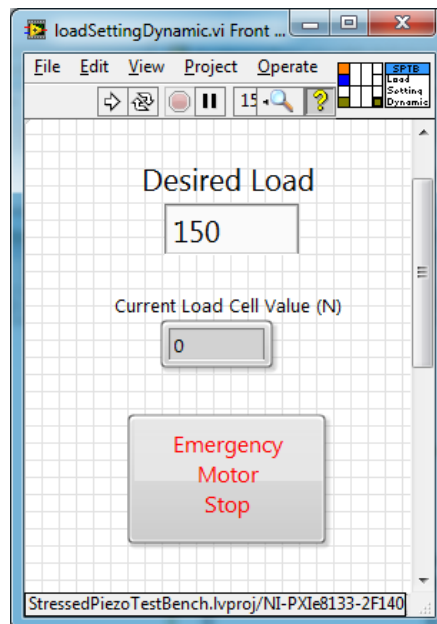 loadSettingDynamic.vi Front ...
File Edit View Project Operate
SPTB
Load
Setting
Dynamic
15
Desired Load
150
Current Load Cell Value (N)
0
Emergency
Motor
Stop
StressedPiezoTestBench.lvproj/NI-PXIe8133-2F140